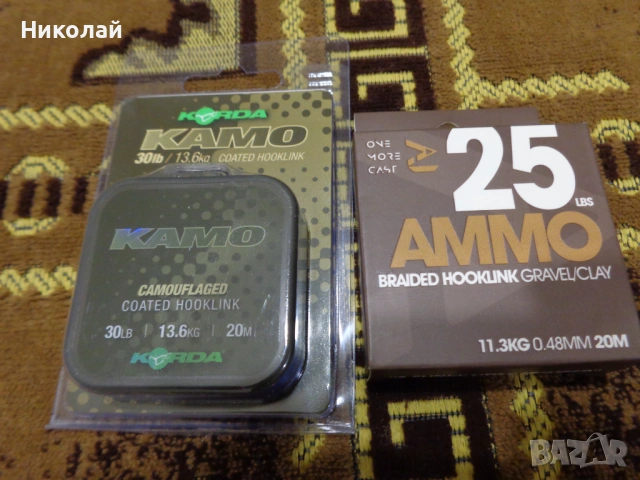 Николай
KORDA
KAMO
30lb / 13.6kg COATED HOOKLINK
KAMO
CAMOUFLAGED
COATED HOOKLINK
30LB | 13.6KG | 20M
KORDA
ONE
MORE
CAST
25
LBS
AMMO
BRAIDED HOOKLINK GRAVEL/CLAY
11.3KG 0.48MM 20M
BAZAR